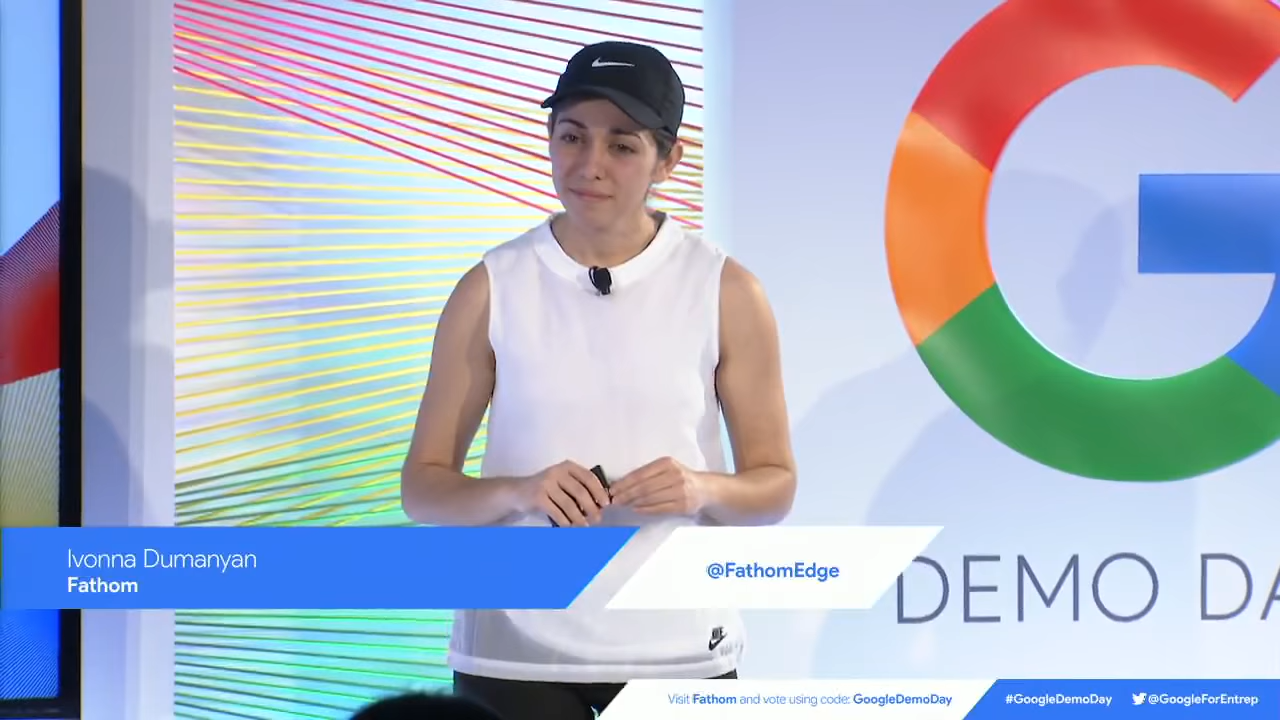 Ivonna Dumanyan
Fathom
@FathomEdge
DEMO DA
Visit Fathom and vote using code: GoogleDemoDay
#GoogleDemoDay
@GoogleForEntrep